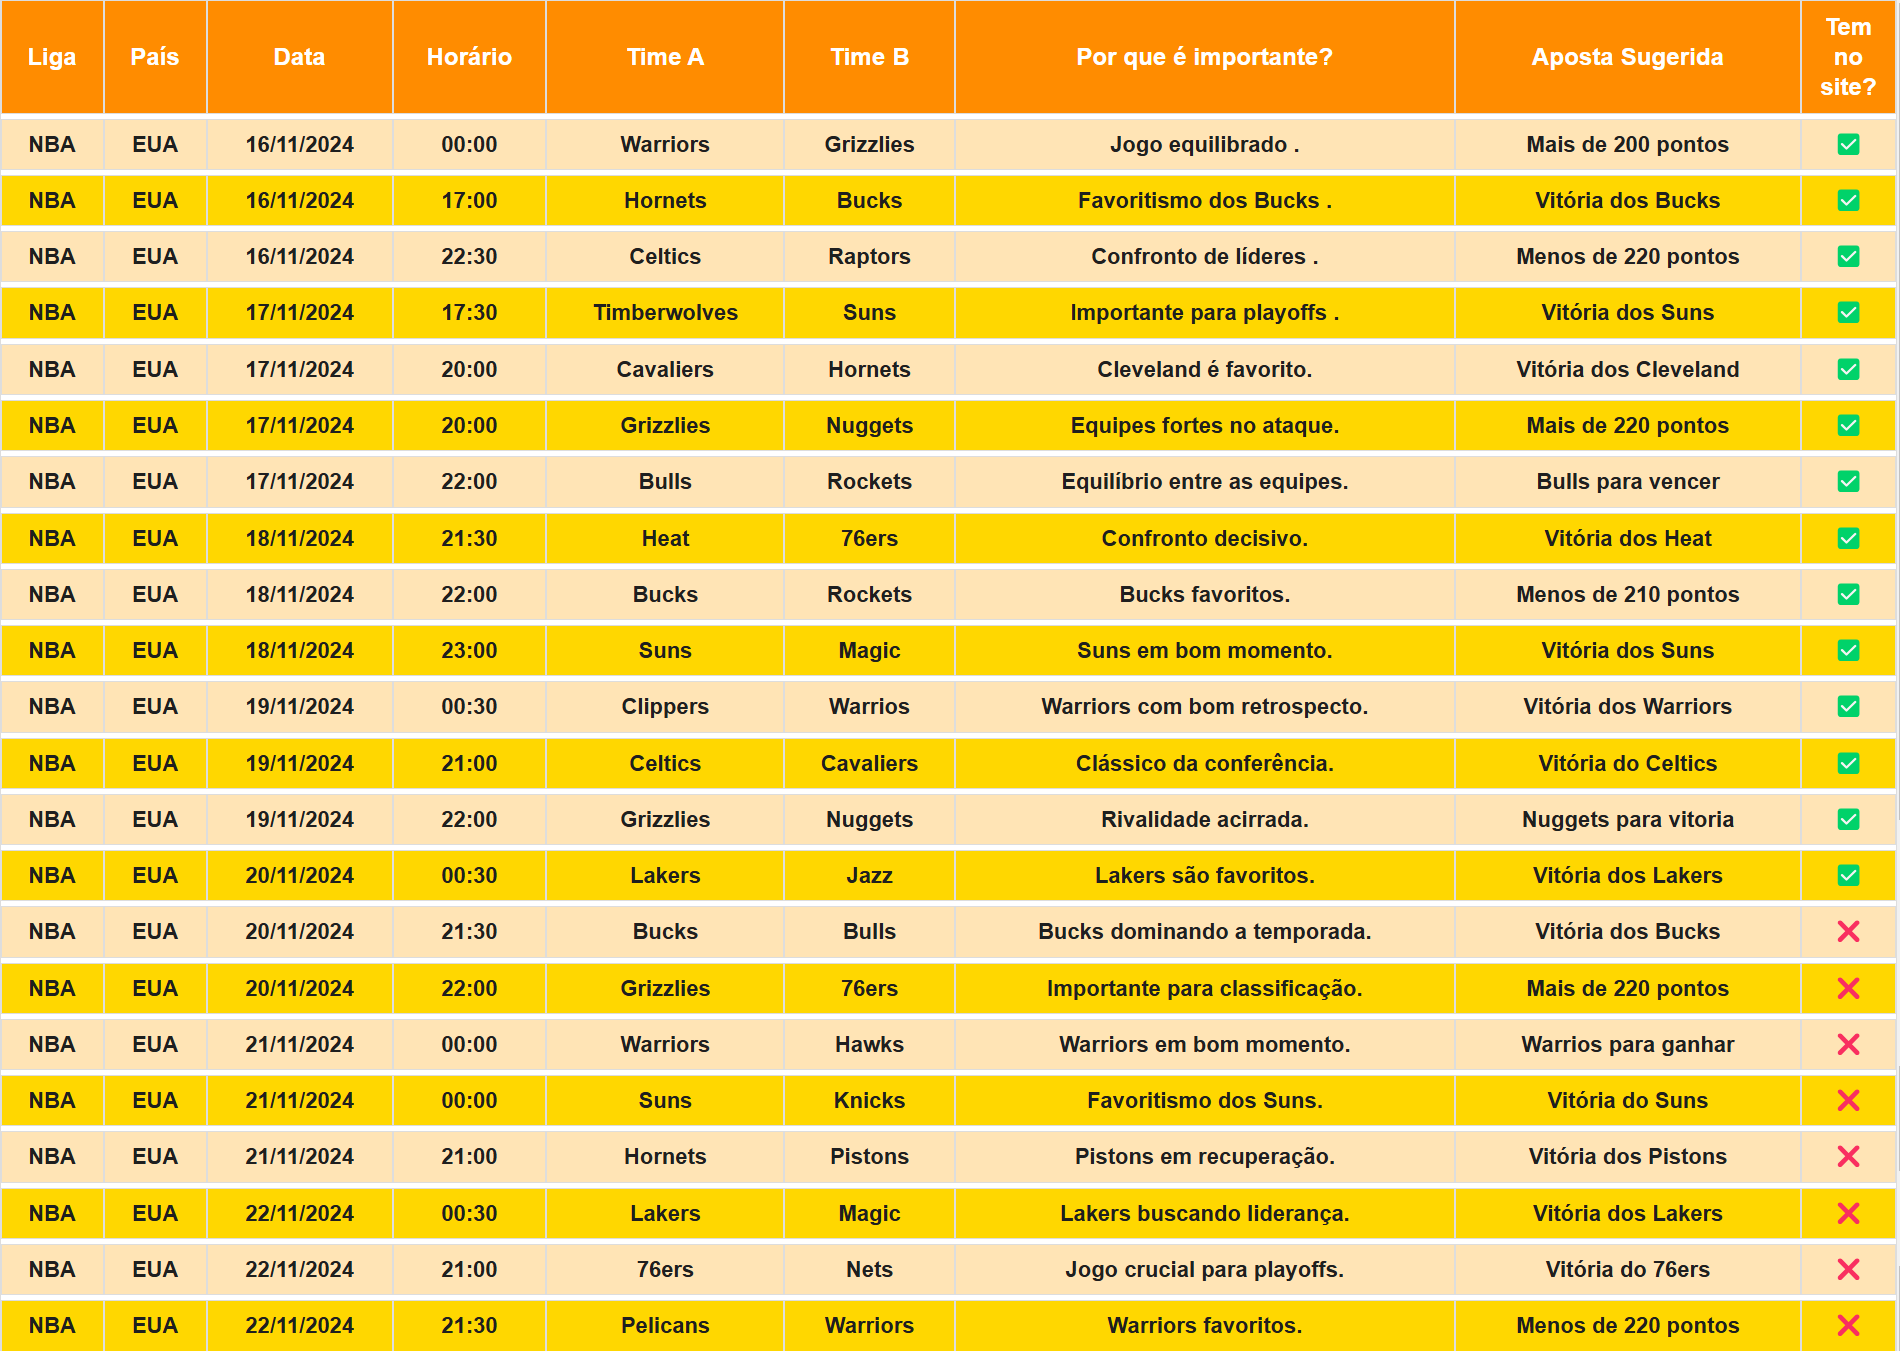 Liga País Data Horário Time A Time B Por que é importante? Aposta Sugerida Tem no site?
NBA EUA 16/11/2024 00:00 Warriors Grizzlies Jogo equilibrado . Mais de 200 pontos ✅
NBA EUA 16/11/2024 17:00 Hornets Bucks Favoritismo dos Bucks . Vitória dos Bucks ✅
NBA EUA 16/11/2024 22:30 Celtics Raptors Confronto de líderes . Menos de 220 pontos ✅
NBA EUA 17/11/2024 17:30 Timberwolves Suns Importante para playoffs . Vitória dos Suns ✅
NBA EUA 17/11/2024 20:00 Cavaliers Hornets Cleveland é favorito. Vitória dos Cleveland ✅
NBA EUA 17/11/2024 20:00 Grizzlies Nuggets Equipes fortes no ataque. Mais de 220 pontos ✅
NBA EUA 17/11/2024 22:00 Bulls Rockets Equilíbrio entre as equipes. Bulls para vencer ✅
NBA EUA 18/11/2024 21:30 Heat 76ers Confronto decisivo. Vitória dos Heat ✅
NBA EUA 18/11/2024 22:00 Bucks Rockets Bucks favoritos. Menos de 210 pontos ✅
NBA EUA 18/11/2024 23:00 Suns Magic Suns em bom momento. Vitória dos Suns ✅
NBA EUA 19/11/2024 00:30 Clippers Warrios Warriors com bom retrospecto. Vitória dos Warriors ✅
NBA EUA 19/11/2024 21:00 Celtics Cavaliers Clássico da conferência. Vitória do Celtics ✅
NBA EUA 19/11/2024 22:00 Grizzlies Nuggets Rivalidade acirrada. Nuggets para vitoria ✅
NBA EUA 20/11/2024 00:30 Lakers Jazz Lakers são favoritos. Vitória dos Lakers ✅
NBA EUA 20/11/2024 21:30 Bucks Bulls Bucks dominando a temporada. Vitória dos Bucks ❌
NBA EUA 20/11/2024 22:00 Grizzlies 76ers Importante para classificação. Mais de 220 pontos ❌
NBA EUA 21/11/2024 00:00 Warriors Hawks Warriors em bom momento. Warrios para ganhar ❌
NBA EUA 21/11/2024 00:00 Suns Knicks Favoritismo dos Suns. Vitória do Suns ❌
NBA EUA 21/11/2024 21:00 Hornets Pistons Pistons em recuperação. Vitória dos Pistons ❌
NBA EUA 22/11/2024 00:30 Lakers Magic Lakers buscando liderança. Vitória dos Lakers ❌
NBA EUA 22/11/2024 21:00 76ers Nets Jogo crucial para playoffs. Vitória do 76ers ❌
NBA EUA 22/11/2024 21:30 Pelicans Warriors Warriors favoritos. Menos de 220 pontos ❌